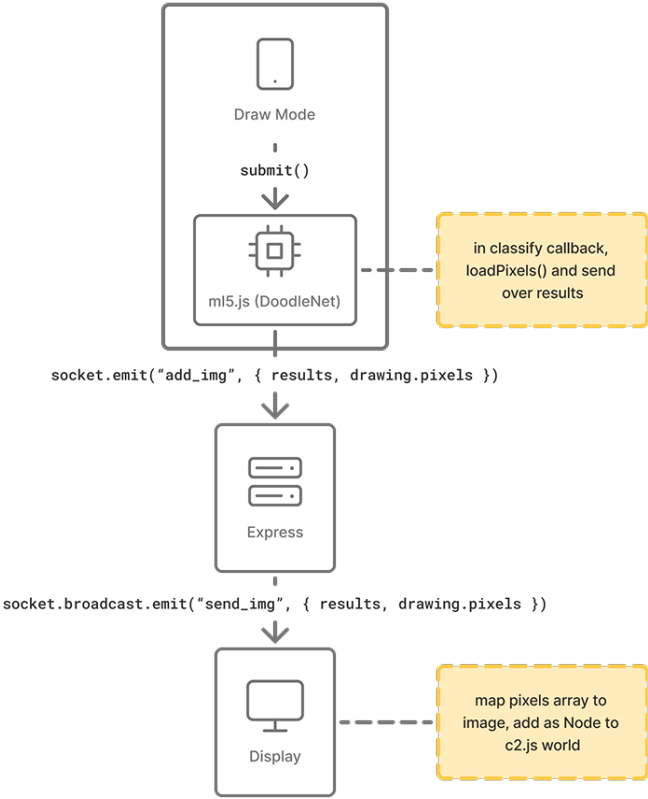 Draw Mode
submit()
ml5.js (DoodleNet)
in classify callback,
loadPixels() and send
over results
socket.emit(“add_img”, { results, drawing.pixels })
Express
socket.broadcast.emit(“send_img”, { results, drawing.pixels })
Display
map pixels array to
image, add as Node to
c2.js world